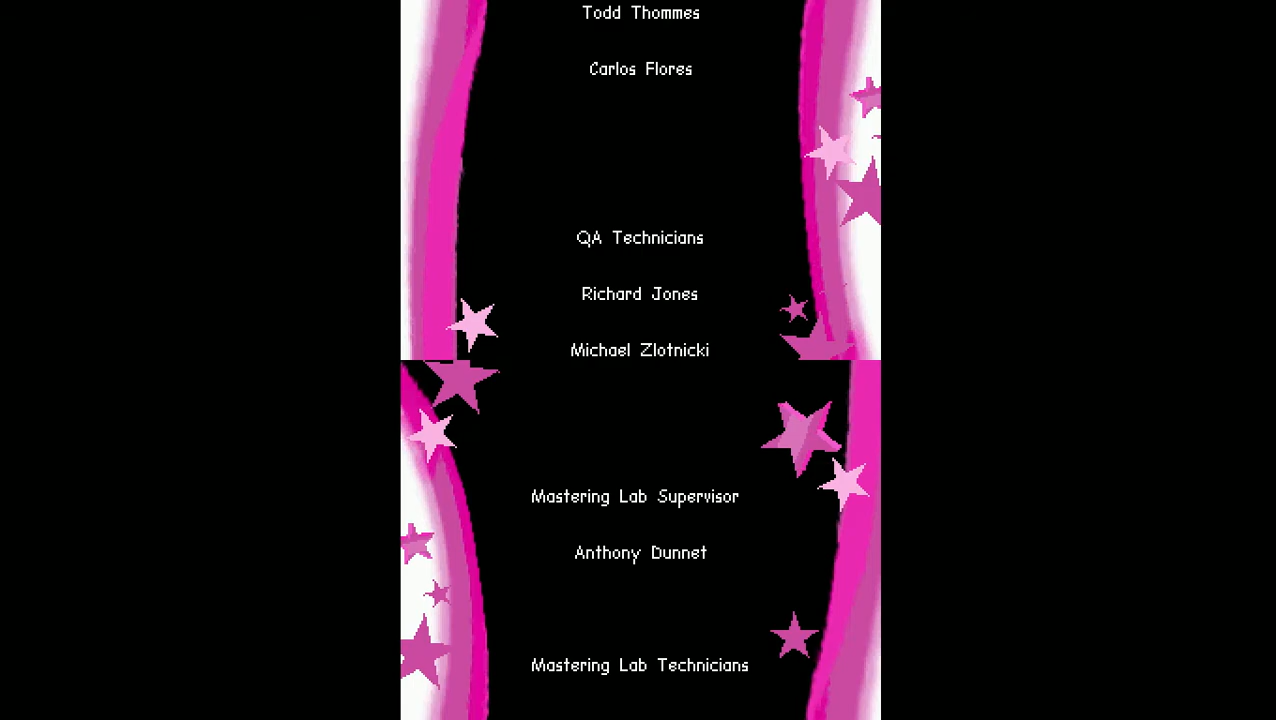 Todd Thommes
Carlos Flores
QA Technicians
Richard Jones
Michael Zlotnicki
Mastering Lab Supervisor
Anthony Dunnet
Mastering Lab Technicians